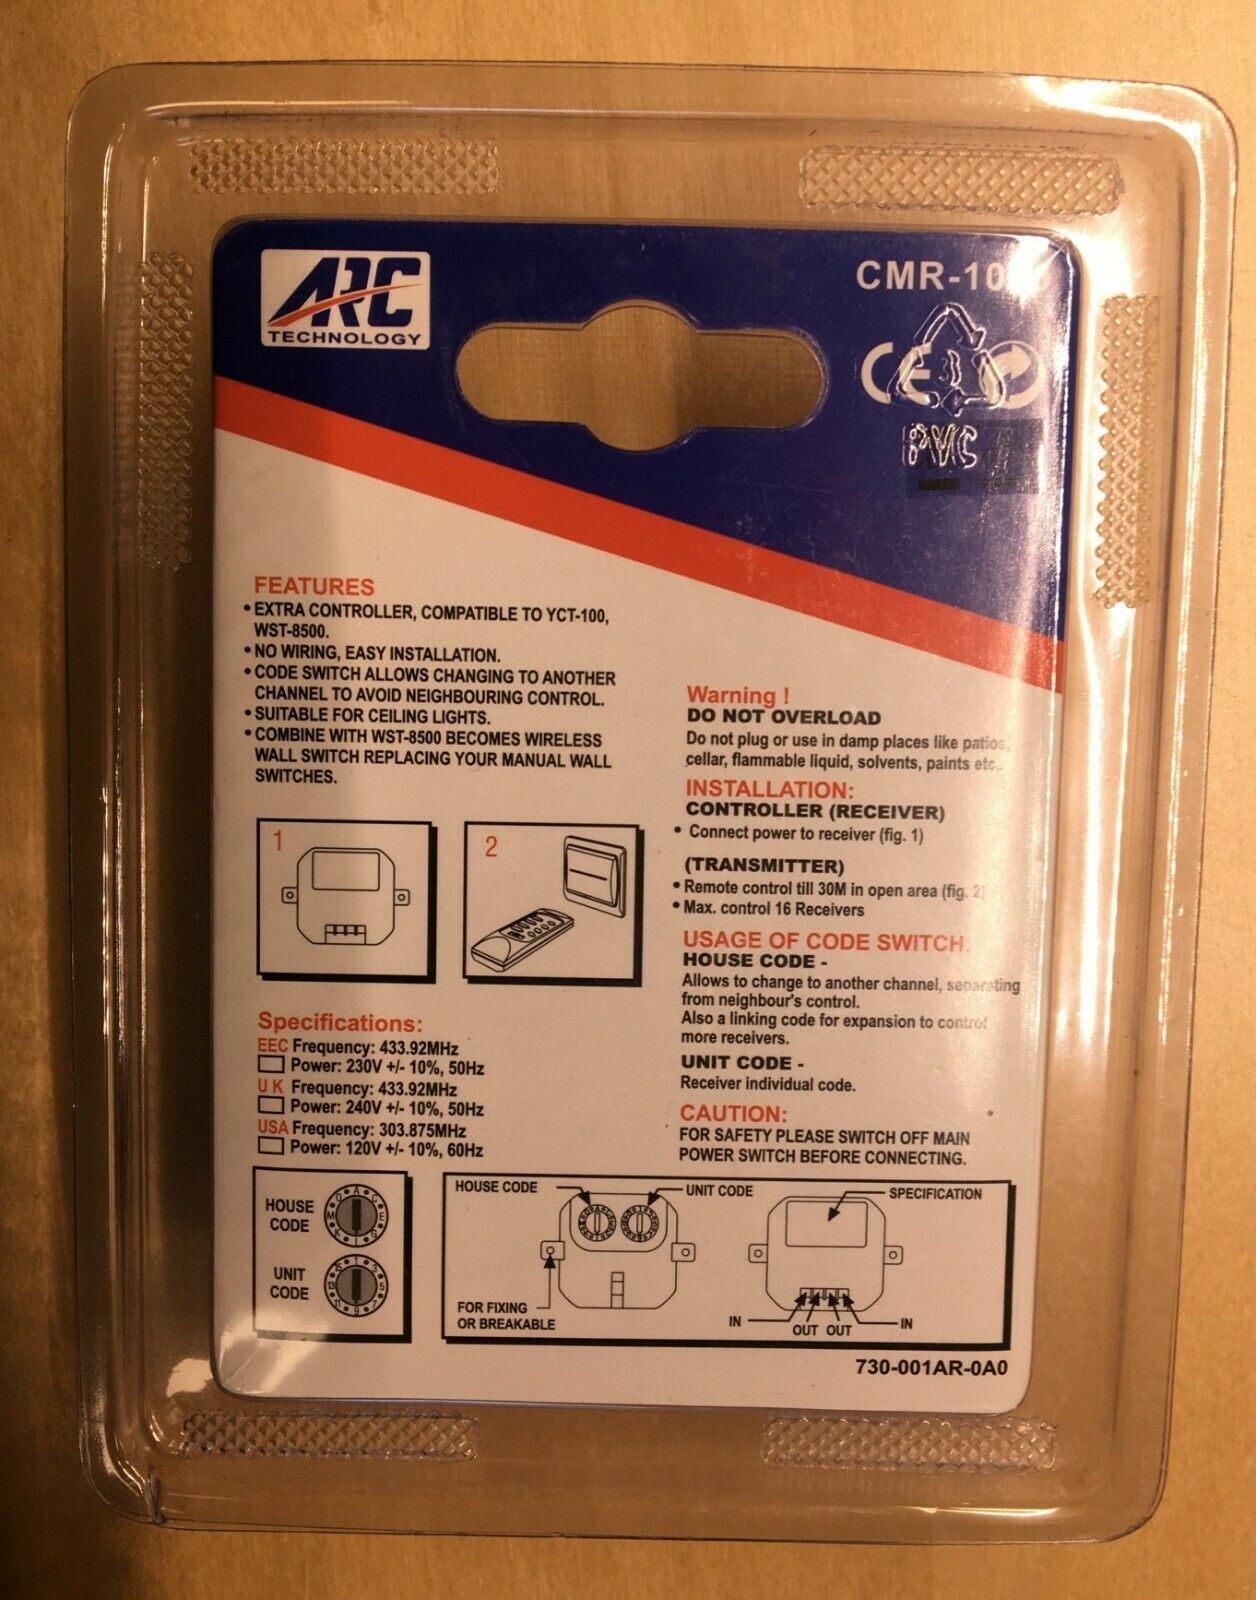 ARC
TECHNOLOGY
CE
PVC
FEATURES
• EXTRA CONTROLLER, COMPATIBLE TO YCT-100,
WST-8500.
• NO WIRING, EASY INSTALLATION.
• CODE SWITCH ALLOWS CHANGING TO ANOTHER
CHANNEL TO AVOID NEIGHBOURING CONTROL.
• SUITABLE FOR CEILING LIGHTS.
• COMBINE WITH WST-8500 BECOMES WIRELESS
WALL SWITCH REPLACING YOUR MANUAL WALL
SWITCHES.
1
2
Specifications:
EEC Frequency: 433.92MHz
Power: 230V +/- 10%, 50Hz
U K Frequency: 433.92MHz
Power: 240V +/- 10%, 50Hz
USA Frequency: 303.875MHz
Power: 120V +/- 10%, 60Hz
Warning !
DO NOT OVERLOAD
Do not plug or use in damp places like patios,
cellar, flammable liquid, solvents, paints etc..
INSTALLATION:
CONTROLLER (RECEIVER)
• Connect power to receiver (fig. 1)
(TRANSMITTER)
• Remote control till 30M in open area (fig. 2)
• Max. control 16 Receivers
USAGE OF CODE SWITCH:
HOUSE CODE -
Allows to change to another channel, separating
from neighbour's control.
Also a linking code for expansion to control
more receivers.
UNIT CODE -
Receiver individual code.
CAUTION:
FOR SAFETY PLEASE SWITCH OFF MAIN
POWER SWITCH BEFORE CONNECTING.
HOUSE
CODE
UNIT
CODE
HOUSE CODE
UNIT CODE
SPECIFICATION
FOR FIXING
OR BREAKABLE
IN
OUT OUT
IN
730-001AR-0A0